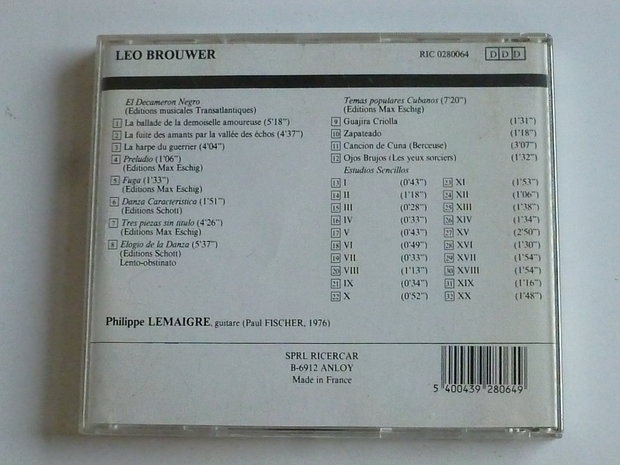 LEO BROUWER
RIC 0280064
D D D
El Decameron Negro
(Editions musicales Transatlantiques)
1 La ballade de la demoiselle amoureuse (5'18")
2 La fuite des amants par la vallée des échos (4'37")
3 La harpe du guerrier (4'04")
4 Preludio (1'06")
(Editions Max Eschig)
5 Fuga (1'33")
(Editions Max Eschig)
6 Danza Caracteristica (1'51")
(Editions Schott)
7 Tres piezas sin titulo (4'26")
(Editions Max Eschig)
8 Elogio de la Danza (5'37")
(Editions Schott)
Lento-obstinato
Temas populares Cubanos (7'20")
(Editions Max Eschig)
9 Guajira Criolla (1'31")
10 Zapateado (1'18")
11 Cancion de Cuna (Berceuse) (3'07")
12 Ojos Brujos (Les yeux sorciers) (1'32")
Estudios Sencillos
13 I (0'43")
14 II (1'18")
15 III (0'28")
16 IV (0'33")
17 V (0'43")
18 VI (0'49")
19 VII (0'33")
20 VIII (1'13")
21 IX (0'34")
22 X (0'52")
23 XI (1'53")
24 XII (1'06")
25 XIII (1'38")
26 XIV (1'34")
27 XV (2'50")
28 XVI (1'30")
29 XVII (1'54")
30 XVIII (1'54")
31 XIX (1'16")
32 XX (1'48")
Philippe LEMAIGRE, guitare (Paul FISCHER, 1976)
SPRL RICERCAR
B-6912 ANLOY
Made in France
5 400439 280649